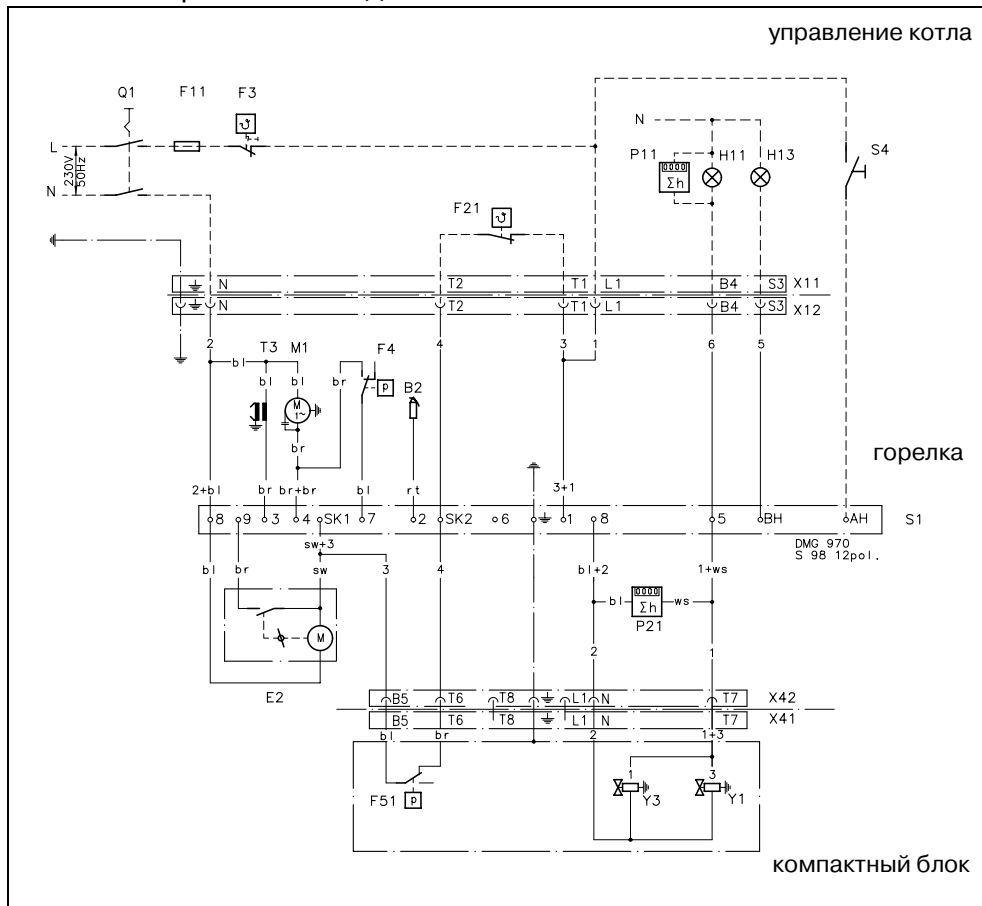 управление котла
Q1 F11 F3
L
230V
50Hz
N
N
P11 H11 H13 S4
Σh
F21
N T2 T1 L1 B4 S3 X11
N T2 T1 L1 B4 S3 X12
2 4 3 1 6 5
T3 M1 F4
bl bl bl br p B2
M
1~
br
горелка
2+bl br br+br bl rt 3+1
8 9 3 4 SK1 7 2 SK2 6 1 8 5 BH AH S1
DMG 970
S 98 12pol.
sw+3
bl br sw 3 4 bl+2 1+ws
0000
Σh
bl ws
P21
M
2 1
E2
B5 T6 T8 L1 N T7 X42
B5 T6 T8 L1 N T7 X41
bl br 2 1+3
1 3
F51 p Y3 Y1
компактный блок